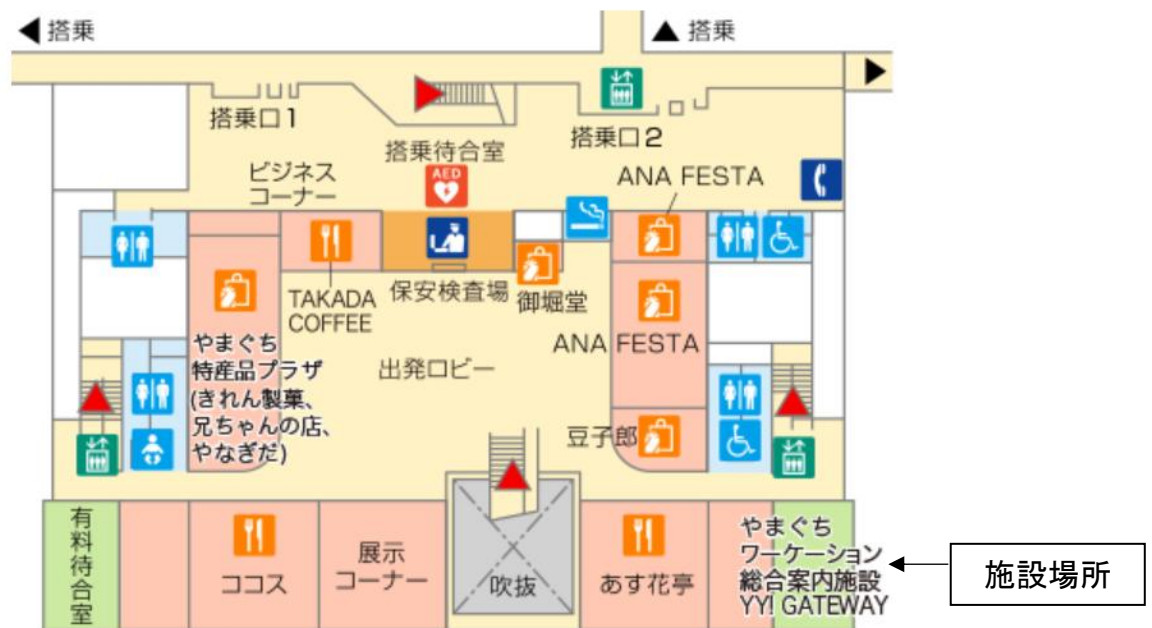 搭乗
搭乗
搭乗口1
搭乗口2
搭乗待合室
ビジネス
コーナー
AED
ANA FESTA
TAKADA
COFFEE
保安検査場
御堀堂
ANA FESTA
やまぐち
特産品プラザ
(きれん製菓、
兄ちゃんの店、
やなぎだ)
出発ロビー
豆子郎
有料待合室
ココス
展示
コーナー
吹抜
あす花亭
やまぐち
ワーケーション
総合案内施設
YY! GATEWAY
施設場所